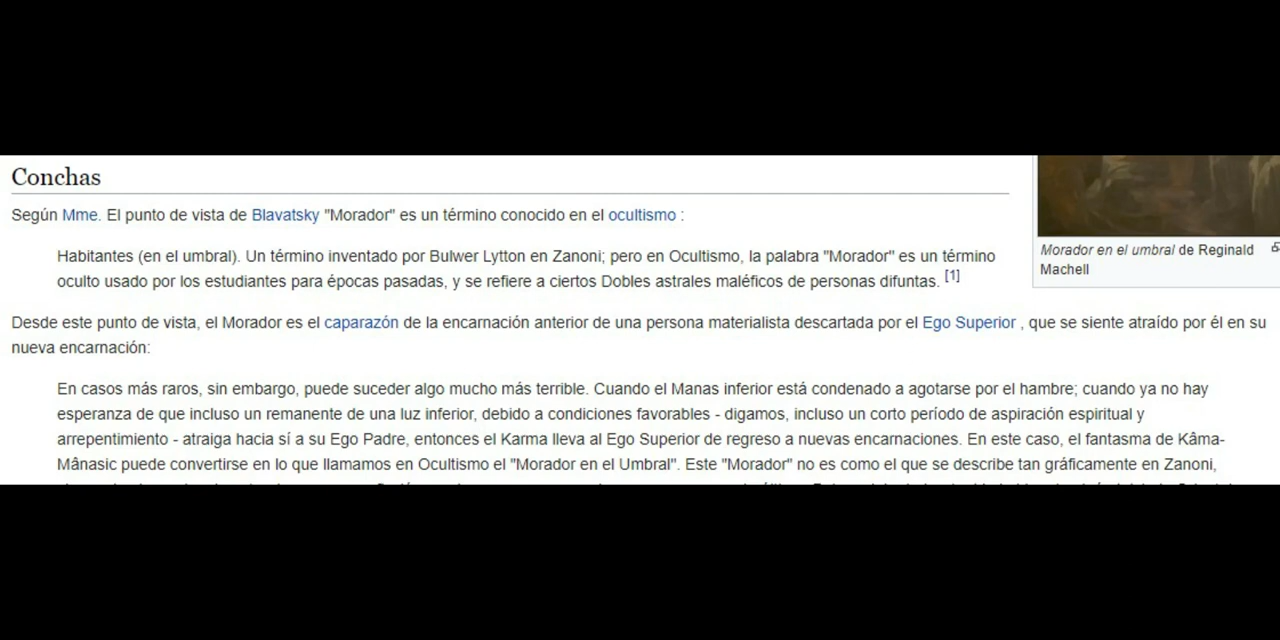 Conchas
Según Mme. El punto de vista de Blavatsky "Morador" es un término conocido en el ocultismo :
Habitantes (en el umbral). Un término inventado por Bulwer Lytton en Zanoni; pero en Ocultismo, la palabra "Morador" es un término
oculto usado por los estudiantes para épocas pasadas, y se refiere a ciertos Dobles astrales maléficos de personas difuntas. [1]
Morador en el umbral de Reginald
Machell
Desde este punto de vista, el Morador es el caparazón de la encarnación anterior de una persona materialista descartada por el Ego Superior , que se siente atraído por él en su
nueva encarnación:
En casos más raros, sin embargo, puede suceder algo mucho más terrible. Cuando el Manas inferior está condenado a agotarse por el hambre; cuando ya no hay
esperanza de que incluso un remanente de una luz inferior, debido a condiciones favorables - digamos, incluso un corto período de aspiración espiritual y
arrepentimiento - atraiga hacia sí a su Ego Padre, entonces el Karma lleva al Ego Superior de regreso a nuevas encarnaciones. En este caso, el fantasma de Kâma-
Mânasic puede convertirse en lo que llamamos en Ocultismo el "Morador en el Umbral". Este "Morador" no es como el que se describe tan gráficamente en Zanoni,